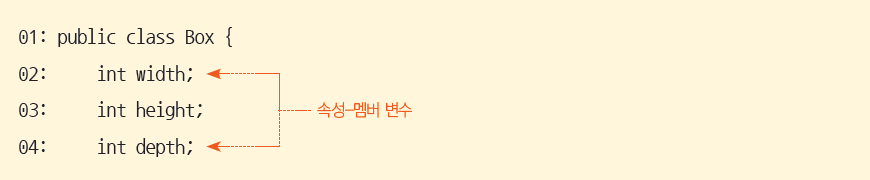 01: public class Box {
02:     int width;
03:     int height;
속성-멤버 변수
04:     int depth;